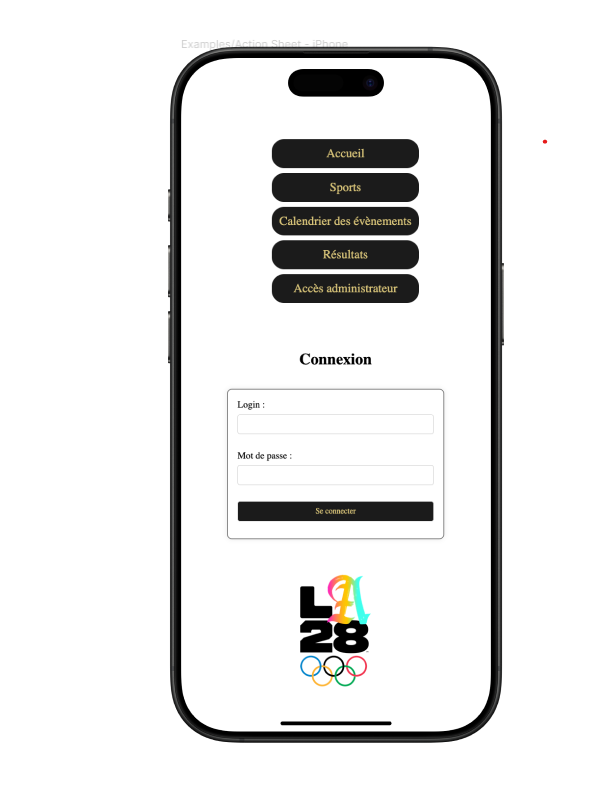 Examples/Action Sheet - iPhone
Accueil
Sports
Calendrier des évènements
Résultats
Accès administrateur
Connexion
Login :
Mot de passe :
Se connecter
LA
28